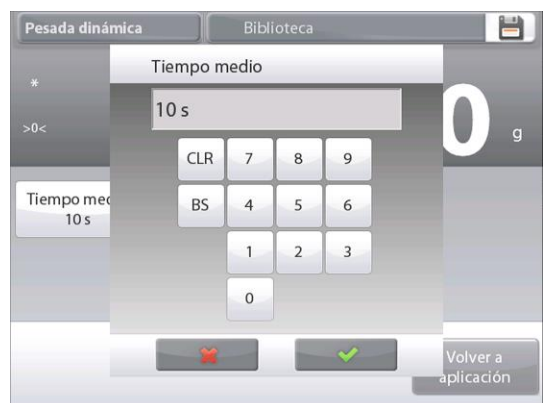 Pesada dinámica
Biblioteca
Tiempo medio
*
10 s
>0<
0 g
CLR 7 8 9
Tiempo med
10 s
BS 4 5 6
1 2 3
0
Volver a
aplicación